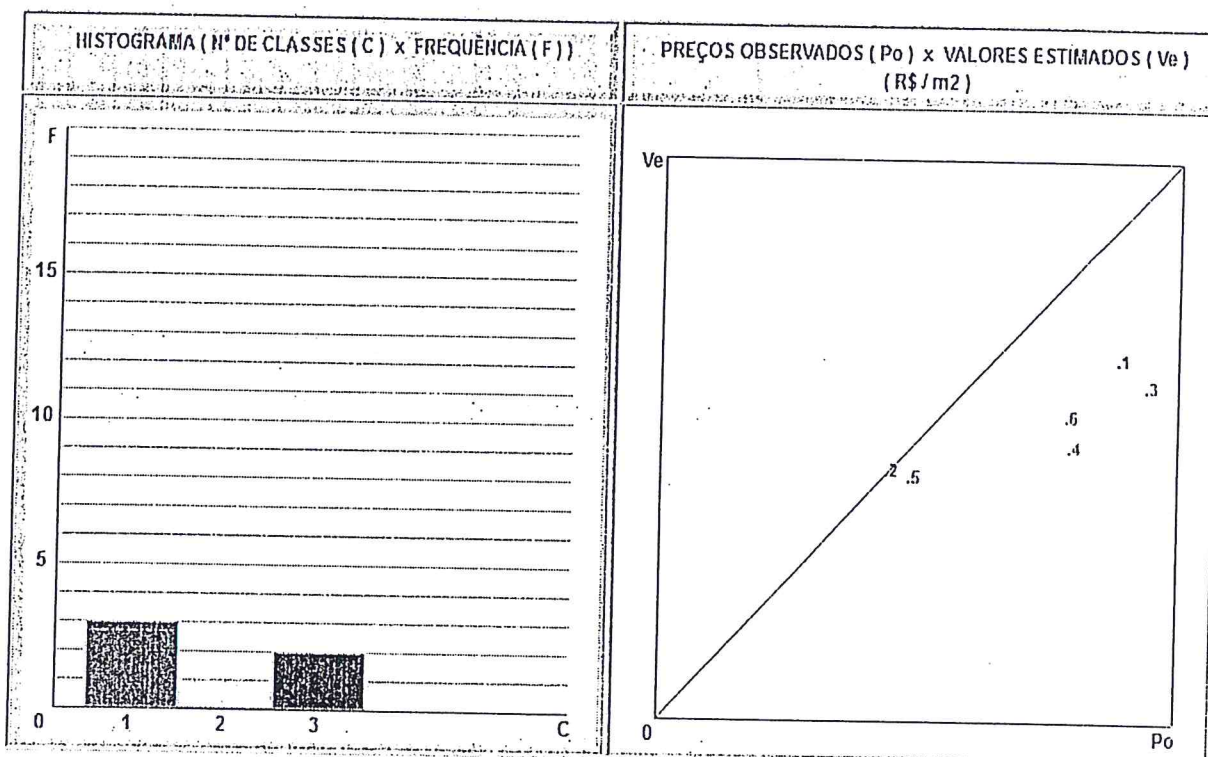 HISTOGRAMA ( Nº DE CLASSES ( C ) x FREQUÊNCIA ( F ) )
F
15
10
5
0 1 2 3 C
PREÇOS OBSERVADOS ( Po ) x VALORES ESTIMADOS ( Ve )
( R$ / m2 )
Ve
.1
.3
.6
.4
.2 .5
0 Po